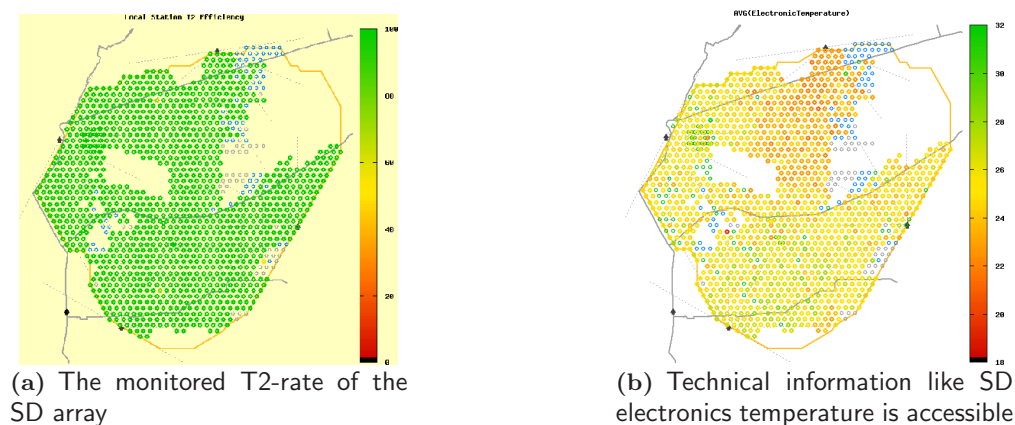 Local Station T2 Efficiency
100
80
60
40
20
0
AVG(ElectronicTemperature)
32
30
28
26
24
22
20
18
(a) The monitored T2-rate of the
SD array
(b) Technical information like SD
electronics temperature is accessible